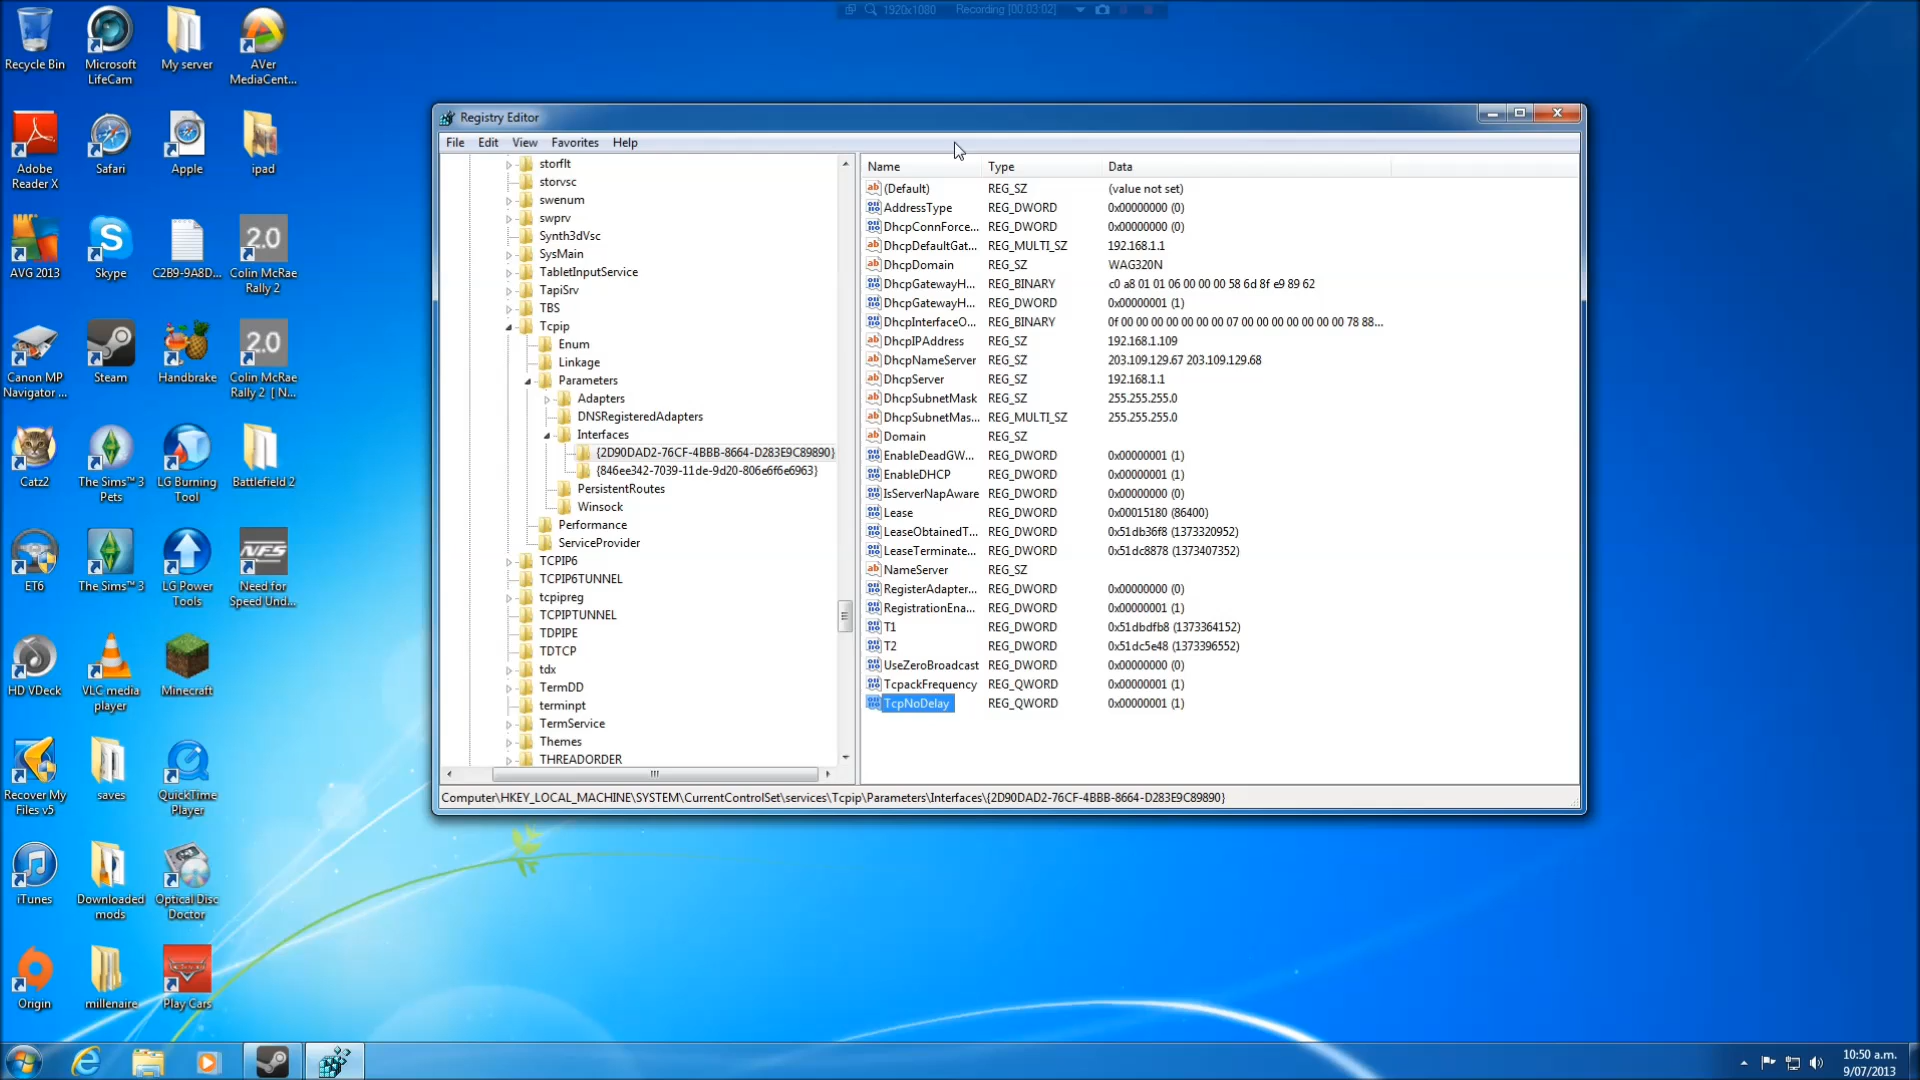 1920x1080 Recording [00:03:02]
Recycle Bin
Microsoft LifeCam
My server
AVer MediaCent...
Adobe Reader X
Safari
Apple
ipad
AVG 2013
Skype
C2B9-9A8D...
2.0
Colin McRae Rally 2
Canon MP Navigator ...
Steam
Handbrake
2.0
Colin McRae Rally 2 [ N...
Catz2
The Sims™ 3 Pets
LG Burning Tool
Battlefield 2
ET6
The Sims™ 3
LG Power Tools
NFS
Need for Speed Und...
HD VDeck
VLC media player
Minecraft
Recover My Files v5
saves
QuickTime Player
iTunes
Downloaded mods
Optical Disc Doctor
Origin
millenaire
Play Cars
Registry Editor
File Edit View Favorites Help
storflt
storvsc
swenum
swprv
Synth3dVsc
SysMain
TabletInputService
TapiSrv
TBS
Tcpip
Enum
Linkage
Parameters
Adapters
DNSRegisteredAdapters
Interfaces
{2D90DAD2-76CF-4BBB-8664-D283E9C89890}
{846ee342-7039-11de-9d20-806e6f6e6963}
PersistentRoutes
Winsock
Performance
ServiceProvider
TCPIP6
TCPIP6TUNNEL
tcpipreg
TCPIPTUNNEL
TDPIPE
TDTCP
tdx
TermDD
terminpt
TermService
Themes
THREADORDER
Name Type Data
(Default) REG_SZ (value not set)
AddressType REG_DWORD 0x00000000 (0)
DhcpConnForce... REG_DWORD 0x00000000 (0)
DhcpDefaultGat... REG_MULTI_SZ 192.168.1.1
DhcpDomain REG_SZ WAG320N
DhcpGatewayH... REG_BINARY c0 a8 01 01 06 00 00 00 58 6d 8f e9 89 62
DhcpGatewayH... REG_DWORD 0x00000001 (1)
DhcpInterfaceO... REG_BINARY 0f 00 00 00 00 00 00 00 07 00 00 00 00 00 00 00 78 88...
DhcpIPAddress REG_SZ 192.168.1.109
DhcpNameServer REG_SZ 203.109.129.67 203.109.129.68
DhcpServer REG_SZ 192.168.1.1
DhcpSubnetMask REG_SZ 255.255.255.0
DhcpSubnetMas... REG_MULTI_SZ 255.255.255.0
Domain REG_SZ
EnableDeadGW... REG_DWORD 0x00000001 (1)
EnableDHCP REG_DWORD 0x00000001 (1)
IsServerNapAware REG_DWORD 0x00000000 (0)
Lease REG_DWORD 0x00015180 (86400)
LeaseObtainedT... REG_DWORD 0x51db36f8 (1373320952)
LeaseTerminate... REG_DWORD 0x51dc8878 (1373407352)
NameServer REG_SZ
RegisterAdapter... REG_DWORD 0x00000000 (0)
RegistrationEna... REG_DWORD 0x00000001 (1)
T1 REG_DWORD 0x51dbdfb8 (1373364152)
T2 REG_DWORD 0x51dc5e48 (1373396552)
UseZeroBroadcast REG_DWORD 0x00000000 (0)
TcpackFrequency REG_QWORD 0x00000001 (1)
TcpNoDelay REG_QWORD 0x00000001 (1)
Computer\HKEY_LOCAL_MACHINE\SYSTEM\CurrentControlSet\services\Tcpip\Parameters\Interfaces\{2D90DAD2-76CF-4BBB-8664-D283E9C89890}
10:50 a.m.
9/07/2013